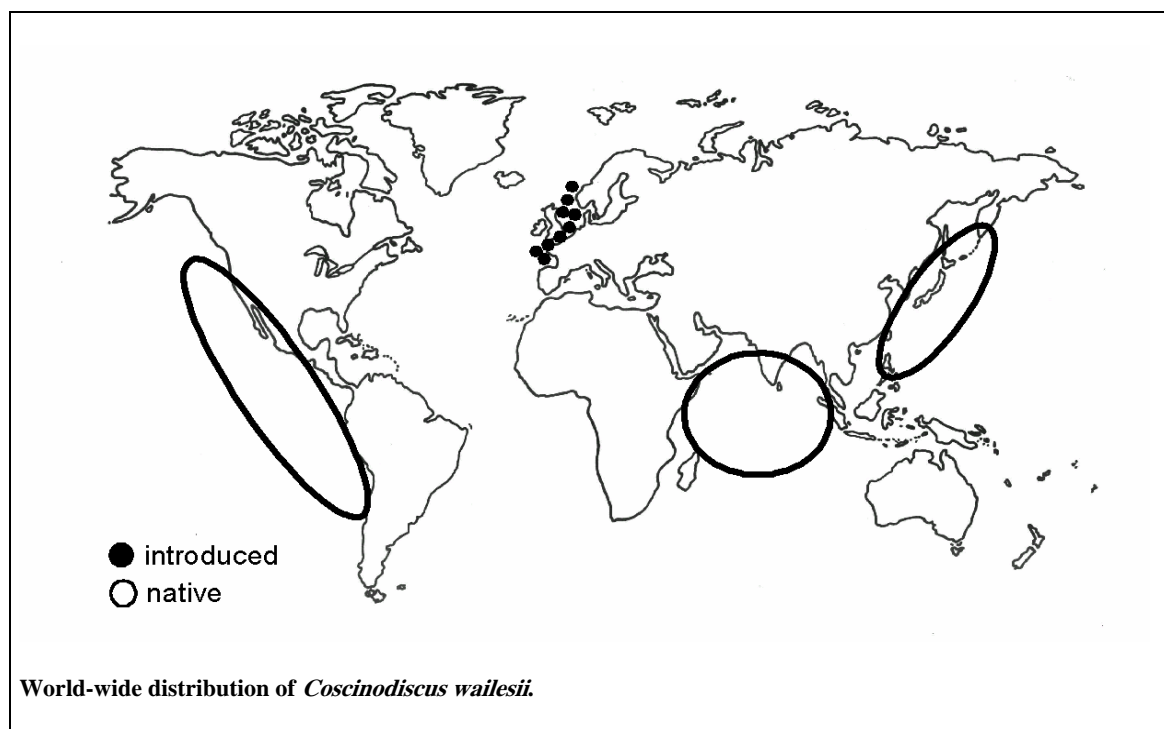 introduced
native
World-wide distribution of Coscinodiscus wailesii.